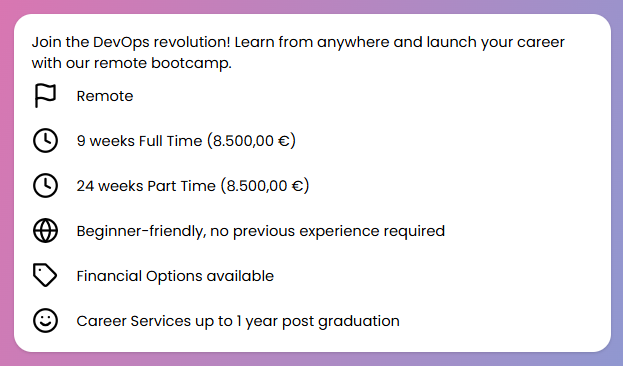 Join the DevOps revolution! Learn from anywhere and launch your career
with our remote bootcamp.
Remote
9 weeks Full Time (8.500,00 €)
24 weeks Part Time (8.500,00 €)
Beginner-friendly, no previous experience required
Financial Options available
Career Services up to 1 year post graduation